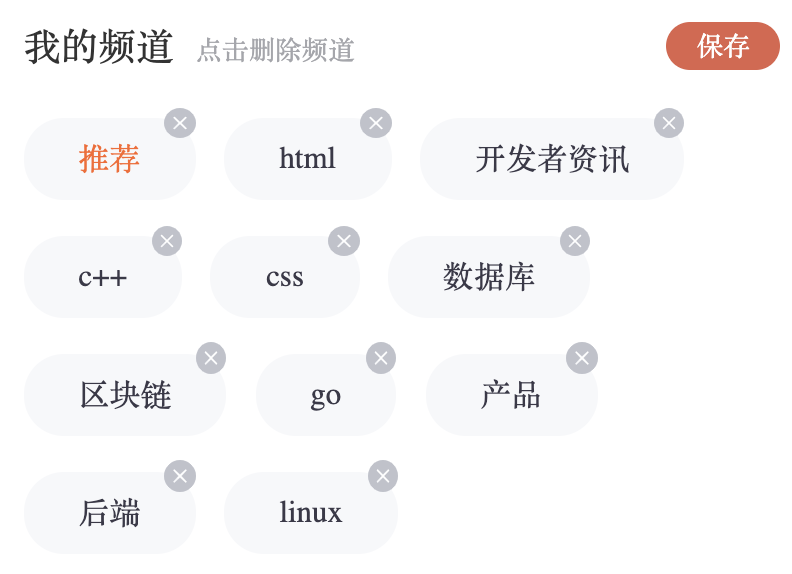 我的频道 点击删除频道 保存
推荐 html 开发者资讯
c++ css 数据库
区块链 go 产品
后端 linux